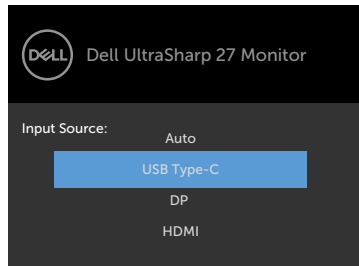 DELL
Dell UltraSharp 27 Monitor
Input Source:
Auto
USB Type-C
DP
HDMI